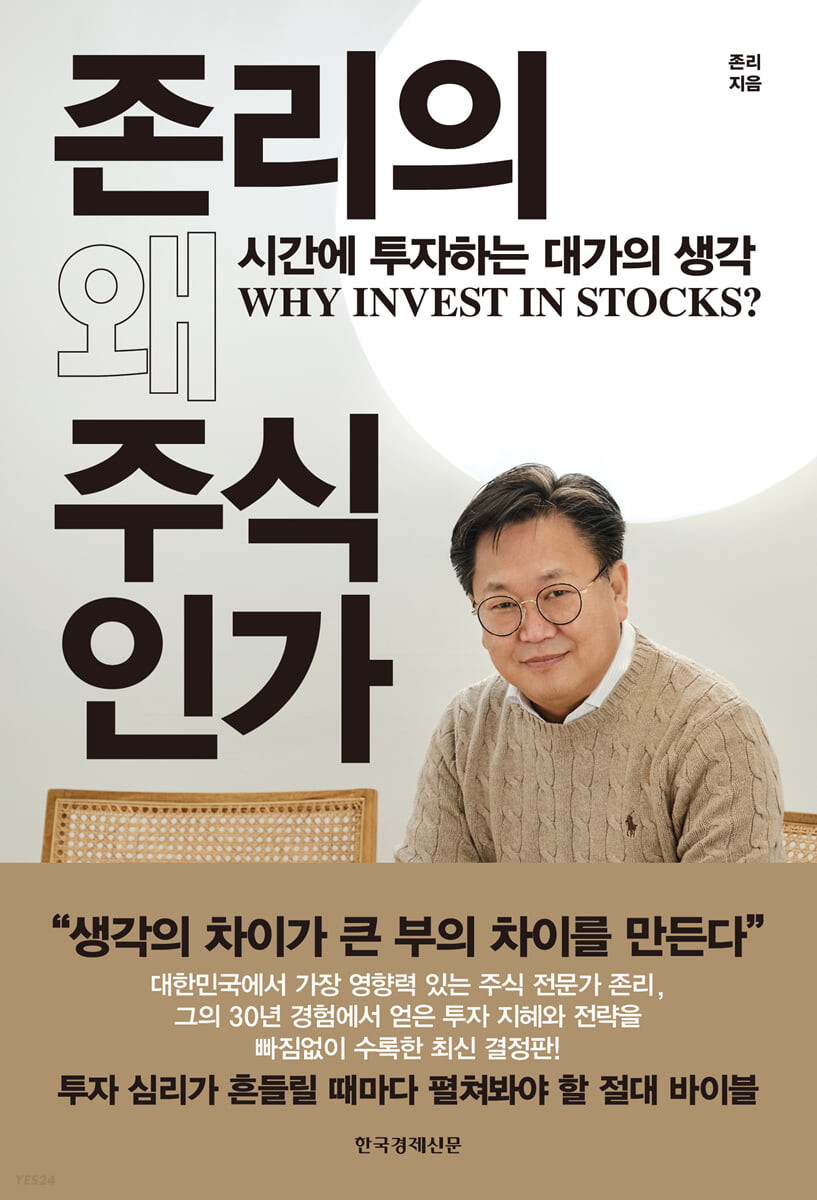 존리의
존리
지음
왜
시간에 투자하는 대가의 생각
WHY INVEST IN STOCKS?
주식
인가
“생각의 차이가 큰 부의 차이를 만든다”
대한민국에서 가장 영향력 있는 주식 전문가 존리,
그의 30년 경험에서 얻은 투자 지혜와 전략을
빠짐없이 수록한 최신 결정판!
투자 심리가 흔들릴 때마다 펼쳐봐야 할 절대 바이블
한국경제신문
YES24